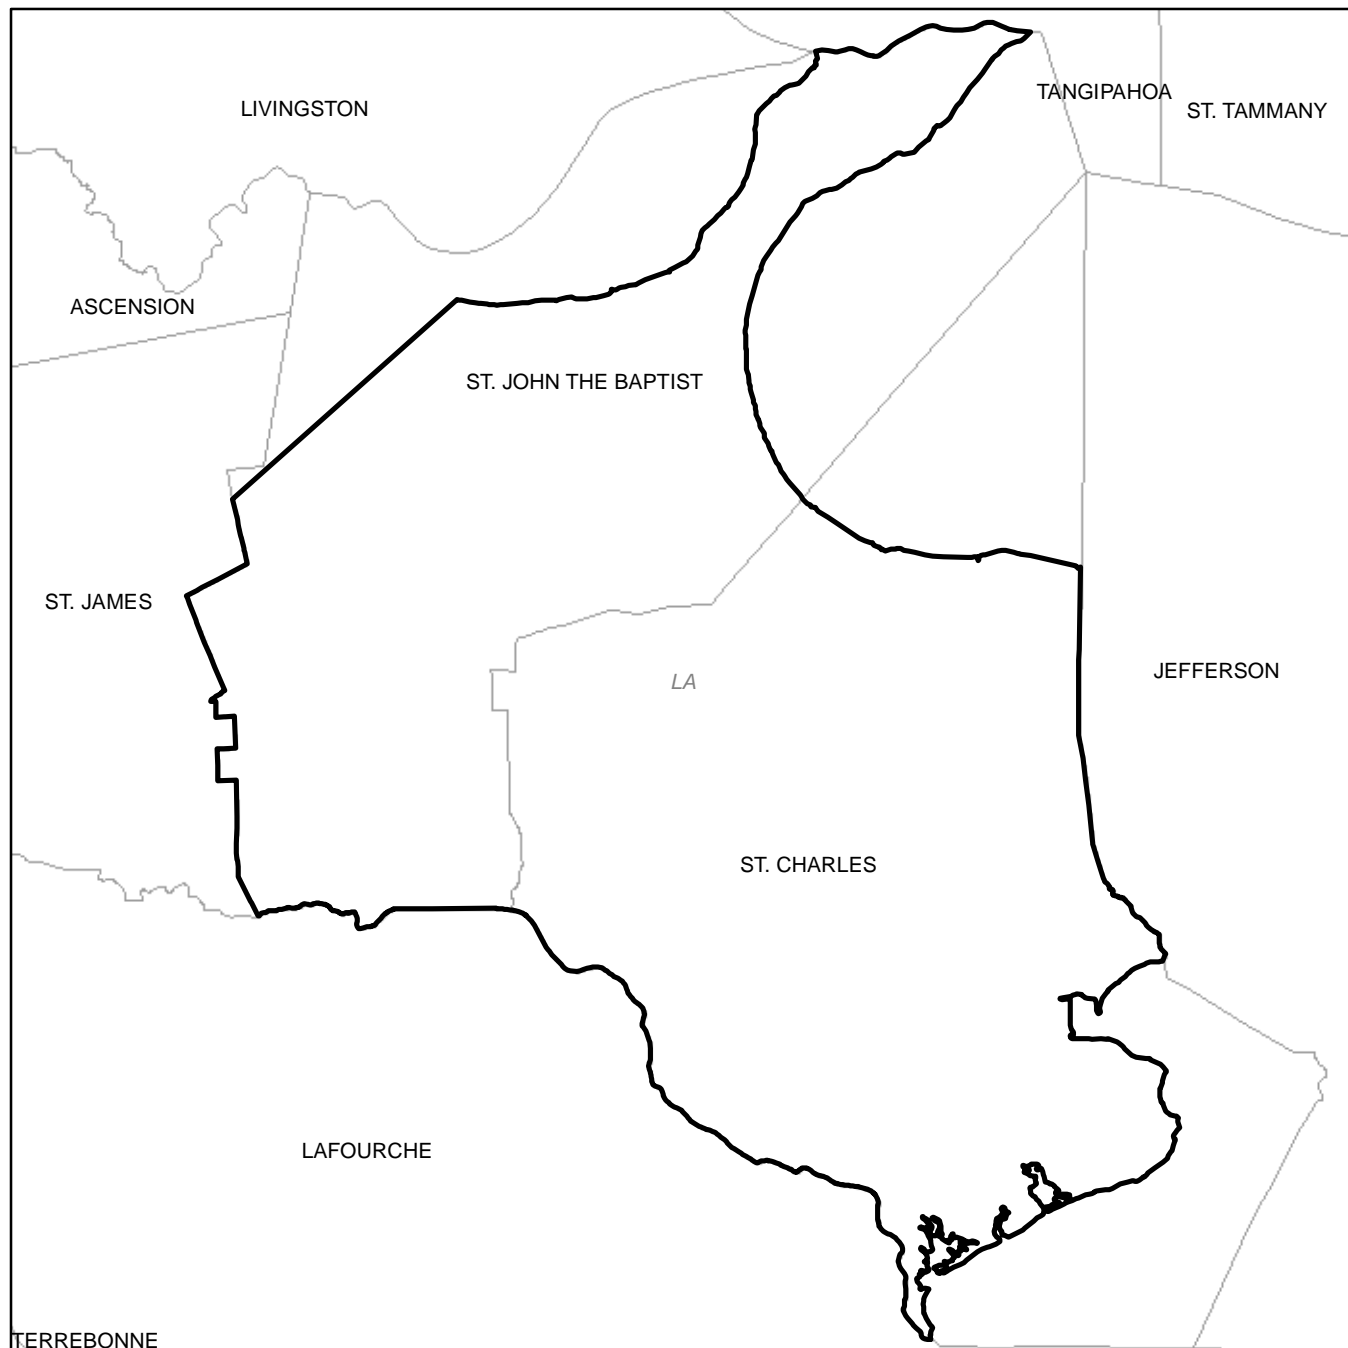 TANGIPAHOA
LIVINGSTON
ST. TAMMANY
ASCENSION
ST. JOHN THE BAPTIST
ST. JAMES
JEFFERSON
LA
ST. CHARLES
LAFOURCHE
TERREBONNE